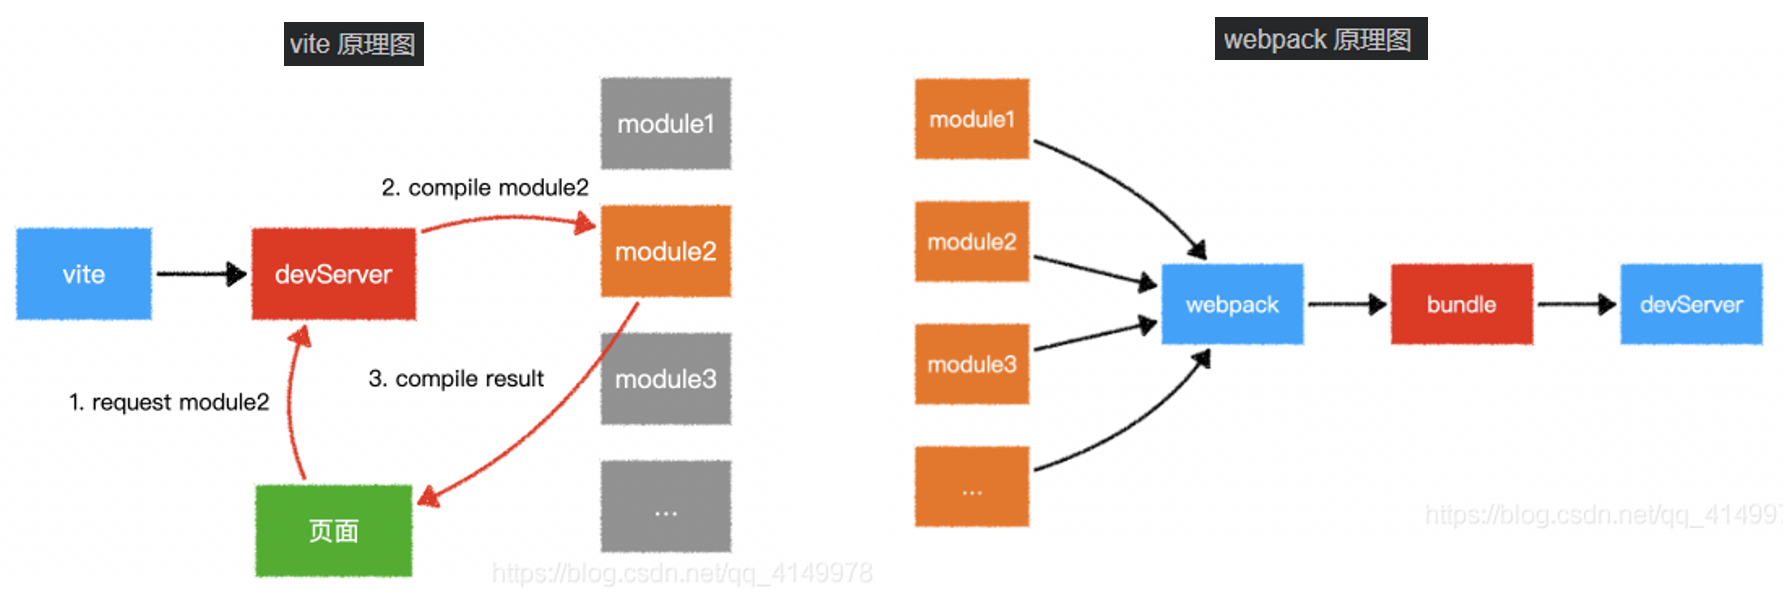 vite 原理图
module1
2. compile module2
module2
vite
devServer
3. compile result
module3
1. request module2
页面
...
https://blog.csdn.net/qq_4149978
webpack 原理图
module1
module2
webpack
bundle
devServer
module3
...
https://blog.csdn.net/qq_414997